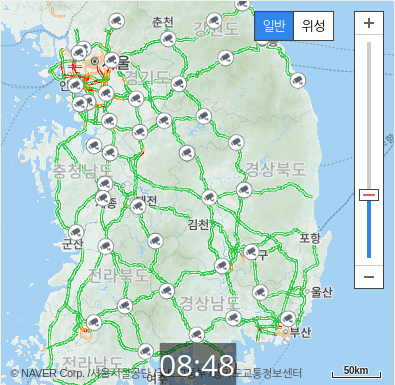 춘천
강원도
일반
위성
서울
경기도
충청남도
경상북도
대전
김천
군산
포항
전라북도
경상남도
울산
부산
전라남도
08:48
© NAVER Corp. /서울시설공단
교통정보센터
50km